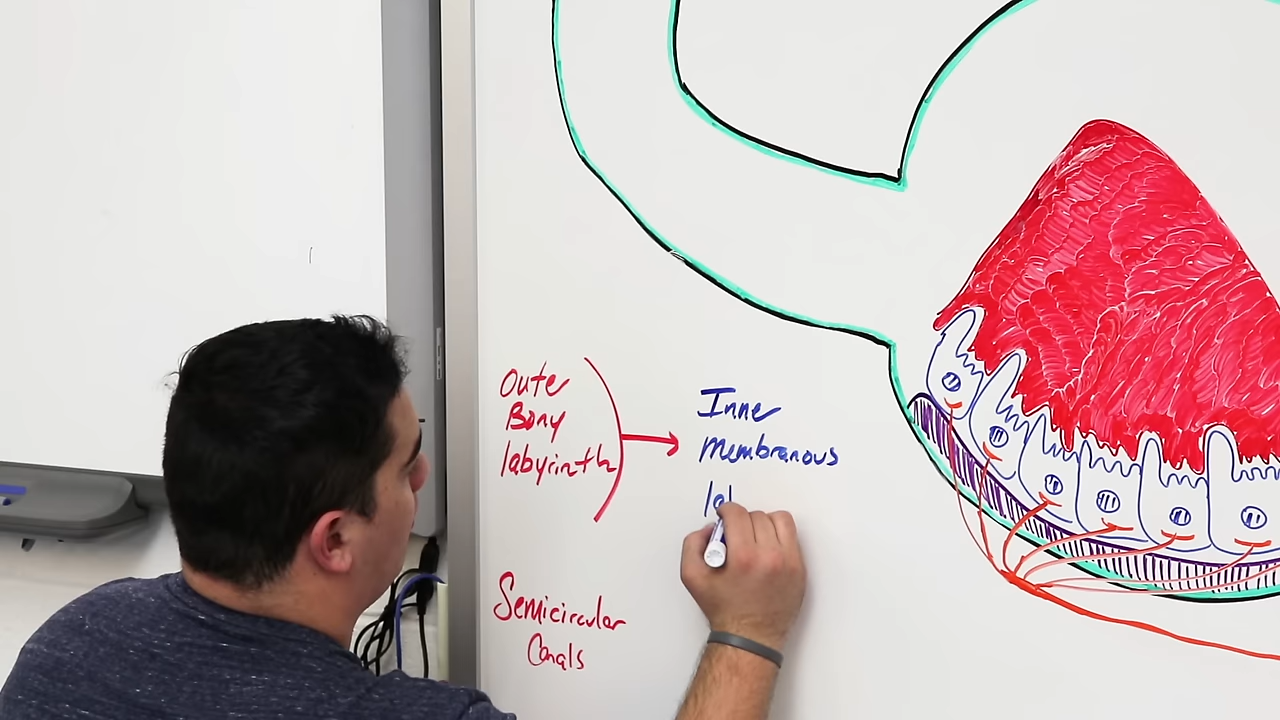 Oute
Bony
labyrinth
Inne
membranous
Semicircular
Canals